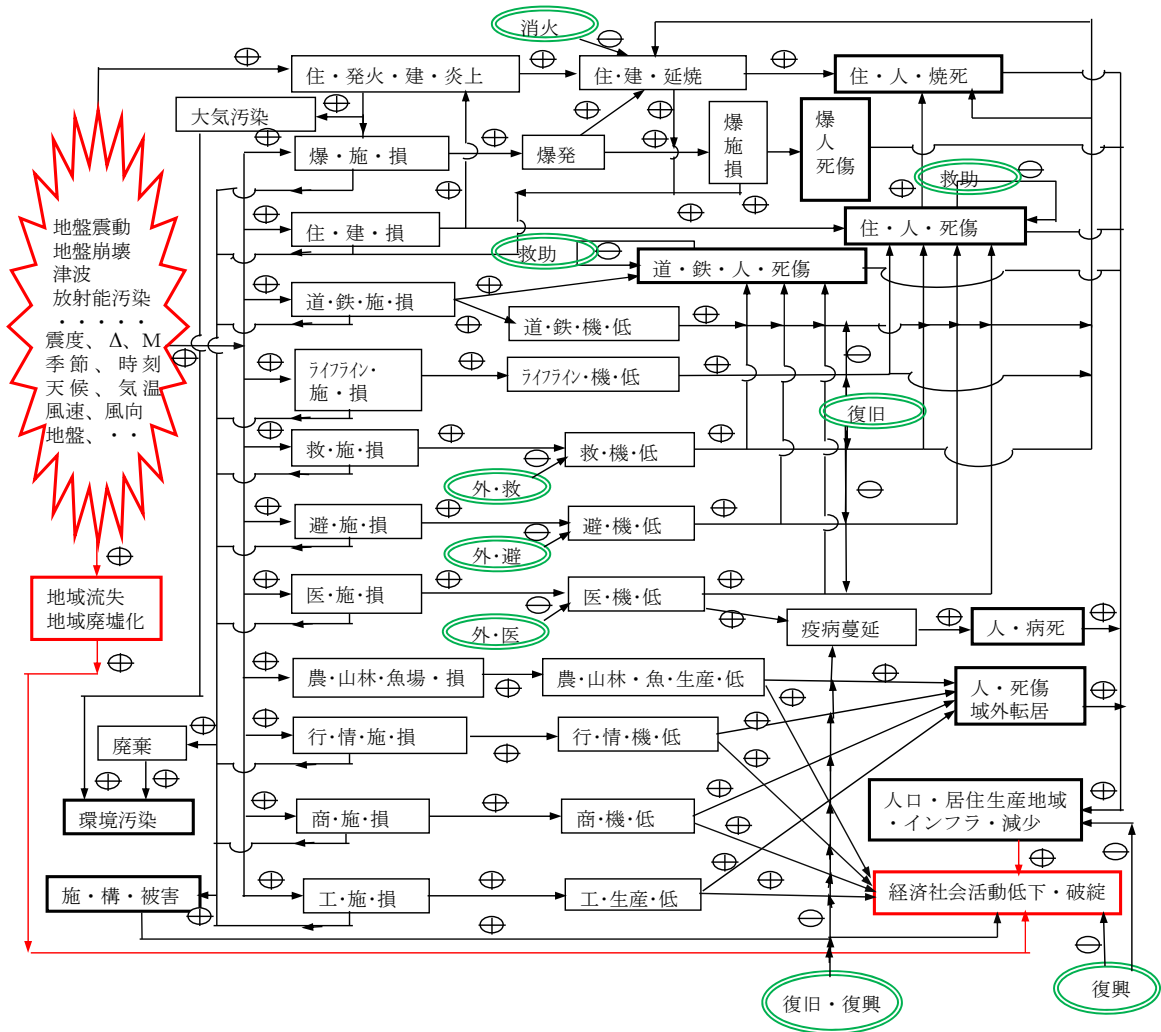 消火
住・発火・建・炎上
住・建・延焼
住・人・焼死
大気汚染
爆・施・損
爆発
爆
施
損
爆
人
死傷
救助
住・建・損
住・人・死傷
救助
道・鉄・人・死傷
地盤震動
地盤崩壊
津波
放射能汚染
・・・・・
震度、Δ、M
季節、時刻
天候、気温
風速、風向
地盤、・・
道・鉄・施・損
道・鉄・機・低
ライフライン・
施・損
ライフライン・機・低
復旧
救・施・損
救・機・低
外・救
避・施・損
避・機・低
外・避
地域流失
地域廃墟化
医・施・損
医・機・低
外・医
疫病蔓延
人・病死
農・山林・魚場・損
農・山林・魚・生産・低
人・死傷
域外転居
廃棄
行・情・施・損
行・情・機・低
環境汚染
商・施・損
商・機・低
人口・居住生産地域
・インフラ・減少
施・構・被害
工・施・損
工・生産・低
経済社会活動低下・破綻
復旧・復興
復興